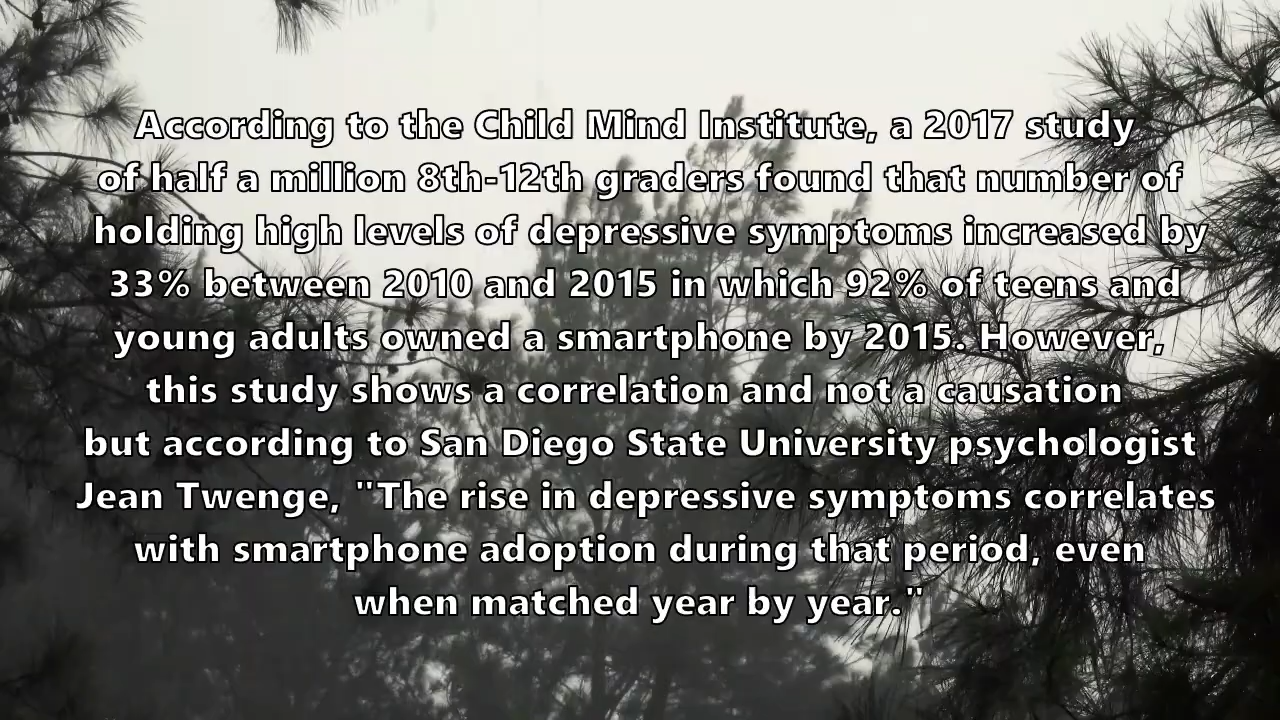 According to the Child Mind Institute, a 2017 study
of half a million 8th-12th graders found that number of
holding high levels of depressive symptoms increased by
33% between 2010 and 2015 in which 92% of teens and
young adults owned a smartphone by 2015. However,
this study shows a correlation and not a causation
but according to San Diego State University psychologist
Jean Twenge, "The rise in depressive symptoms correlates
with smartphone adoption during that period, even
when matched year by year."